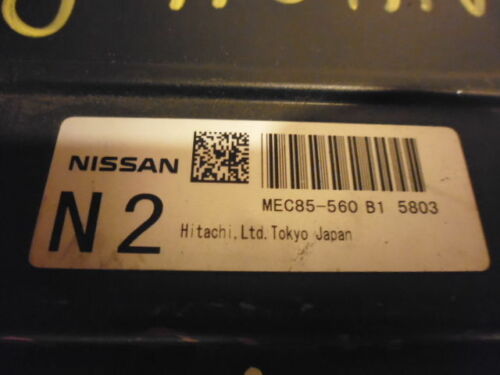 NISSAN
MEC85-560 B1 5803
N2
Hitachi,Ltd.Tokyo Japan